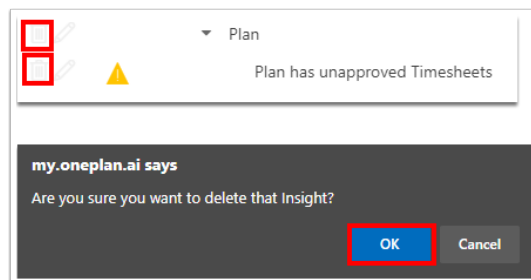 Plan
Plan has unapproved Timesheets
my.oneplan.ai says
Are you sure you want to delete that Insight?
OK
Cancel